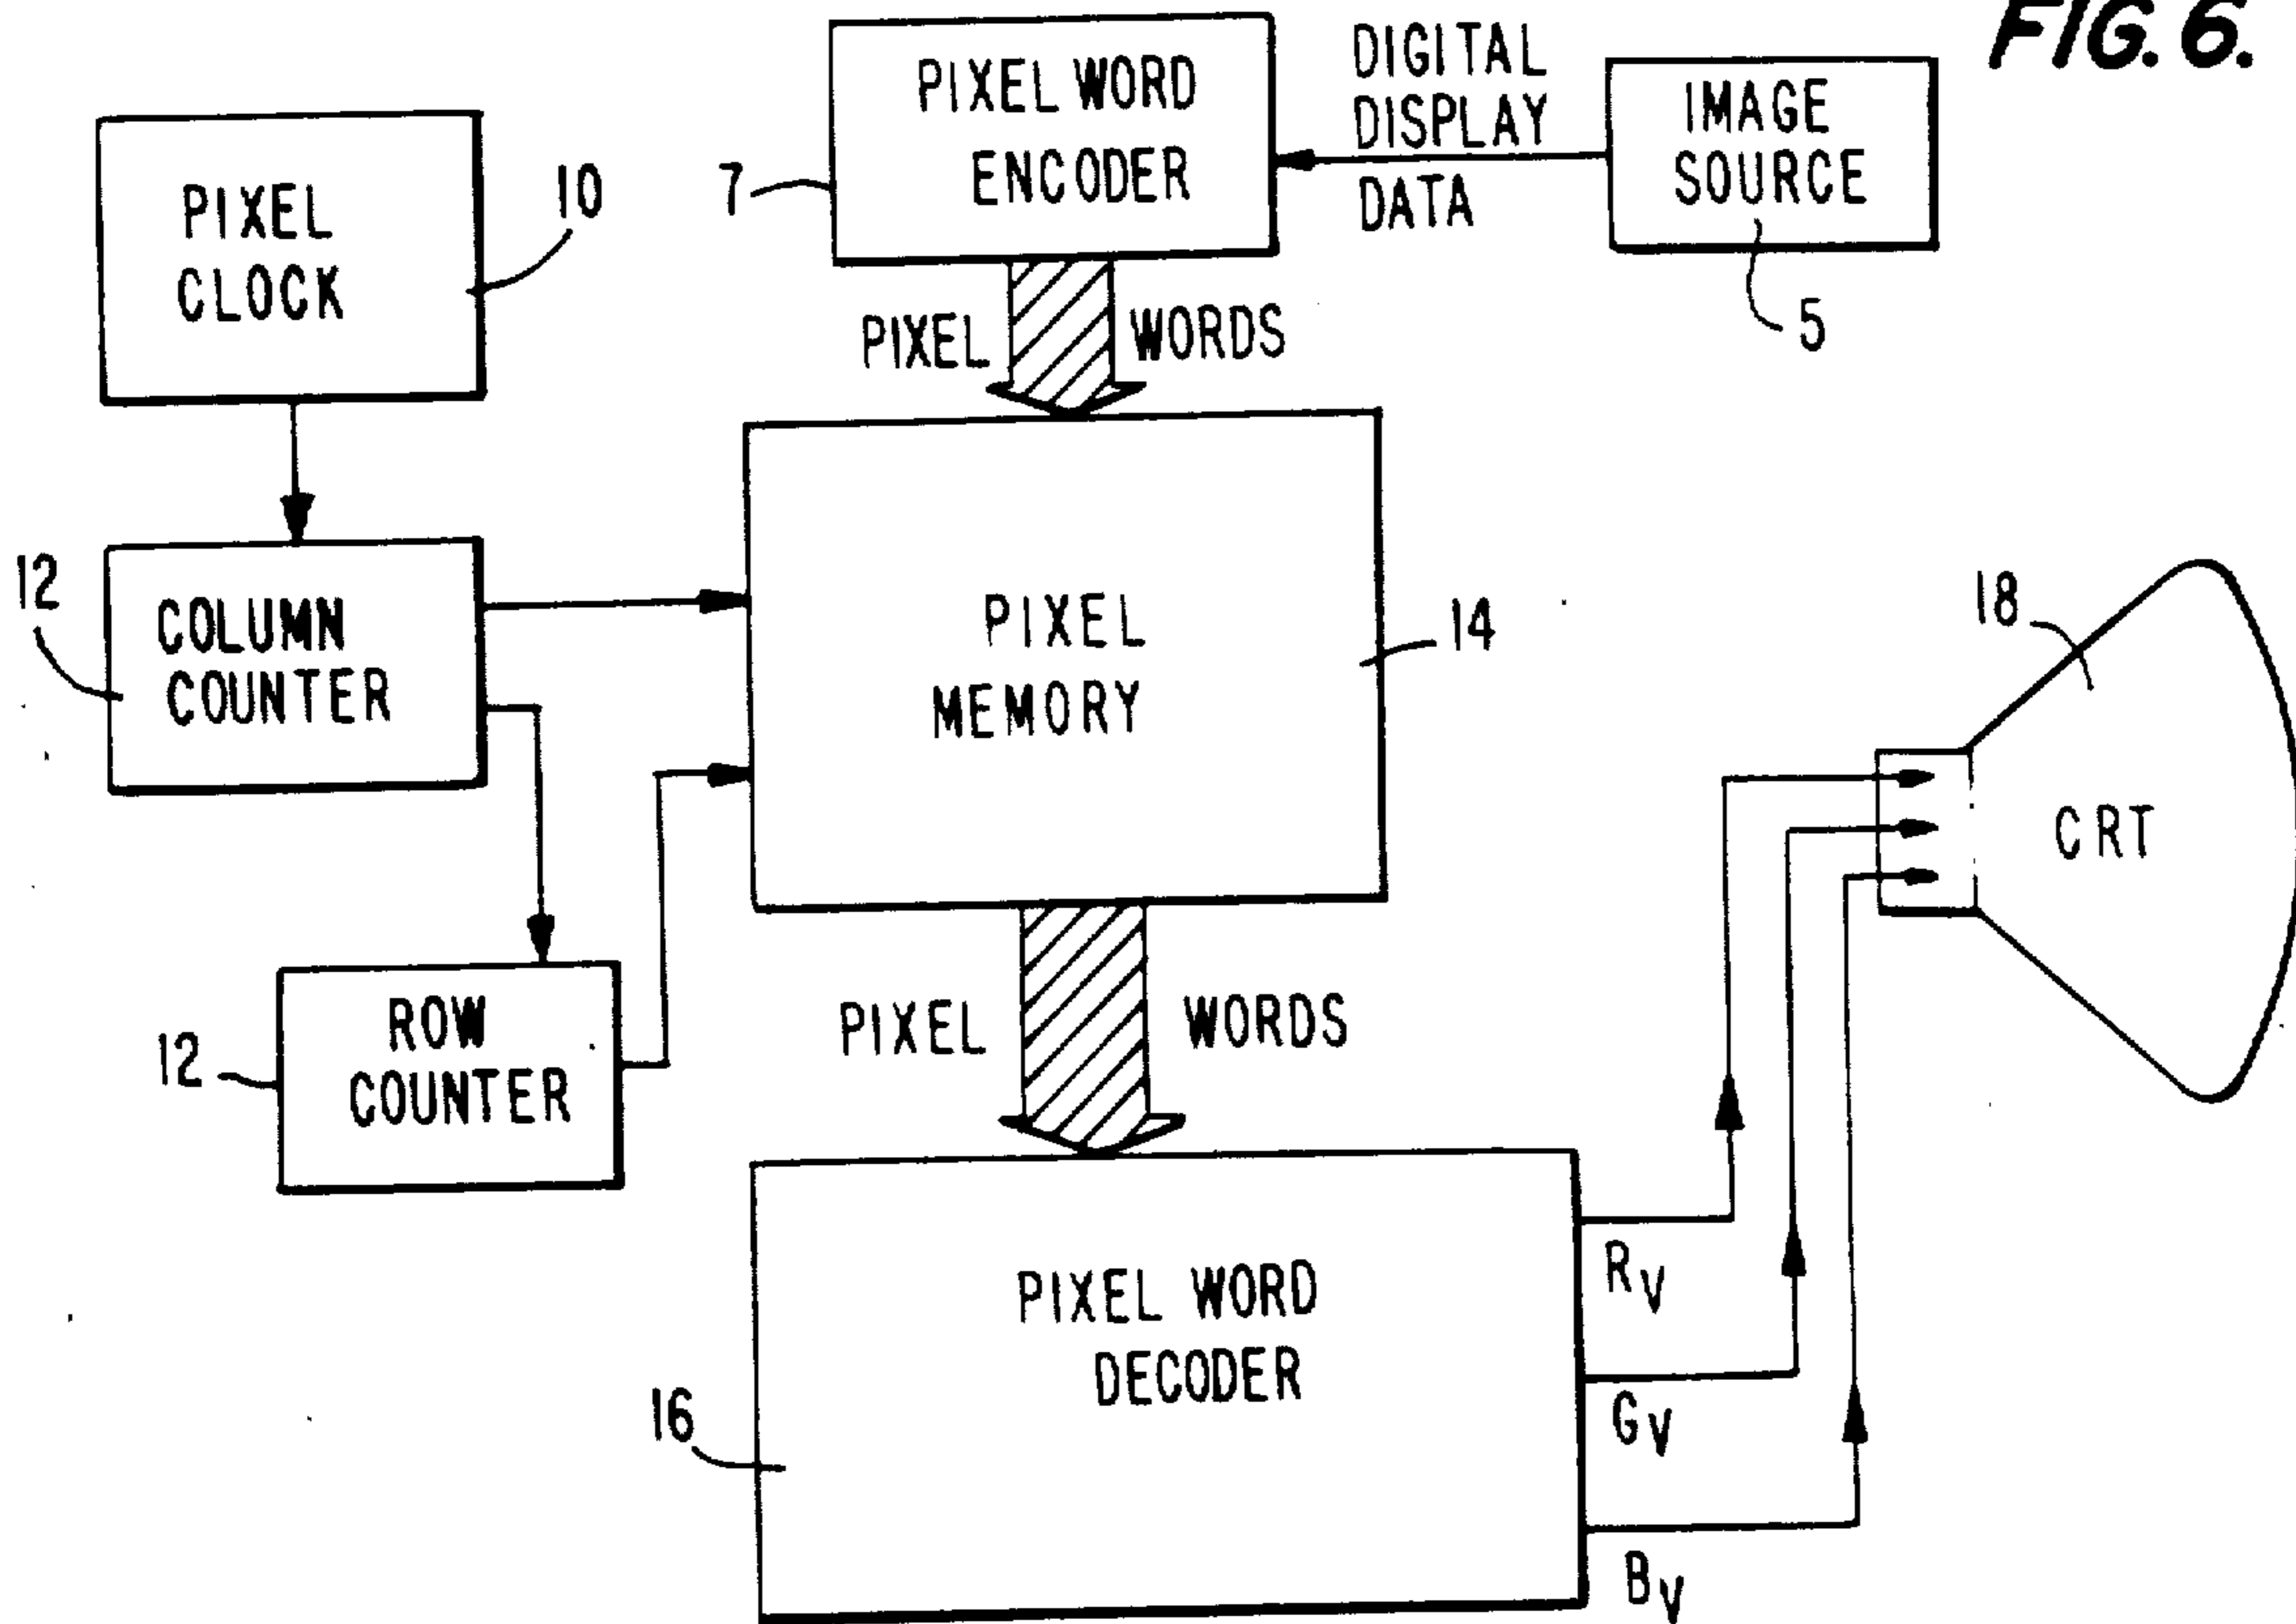 FIG. 6.
PIXEL WORD
ENCODER
7
DIGITAL
DISPLAY
DATA
IMAGE
SOURCE
5
PIXEL
CLOCK
10
PIXEL WORDS
COLUMN
COUNTER
12
PIXEL
MEMORY
14
18
CRT
ROW
COUNTER
12
PIXEL WORDS
PIXEL WORD
DECODER
16
RV
GV
BV